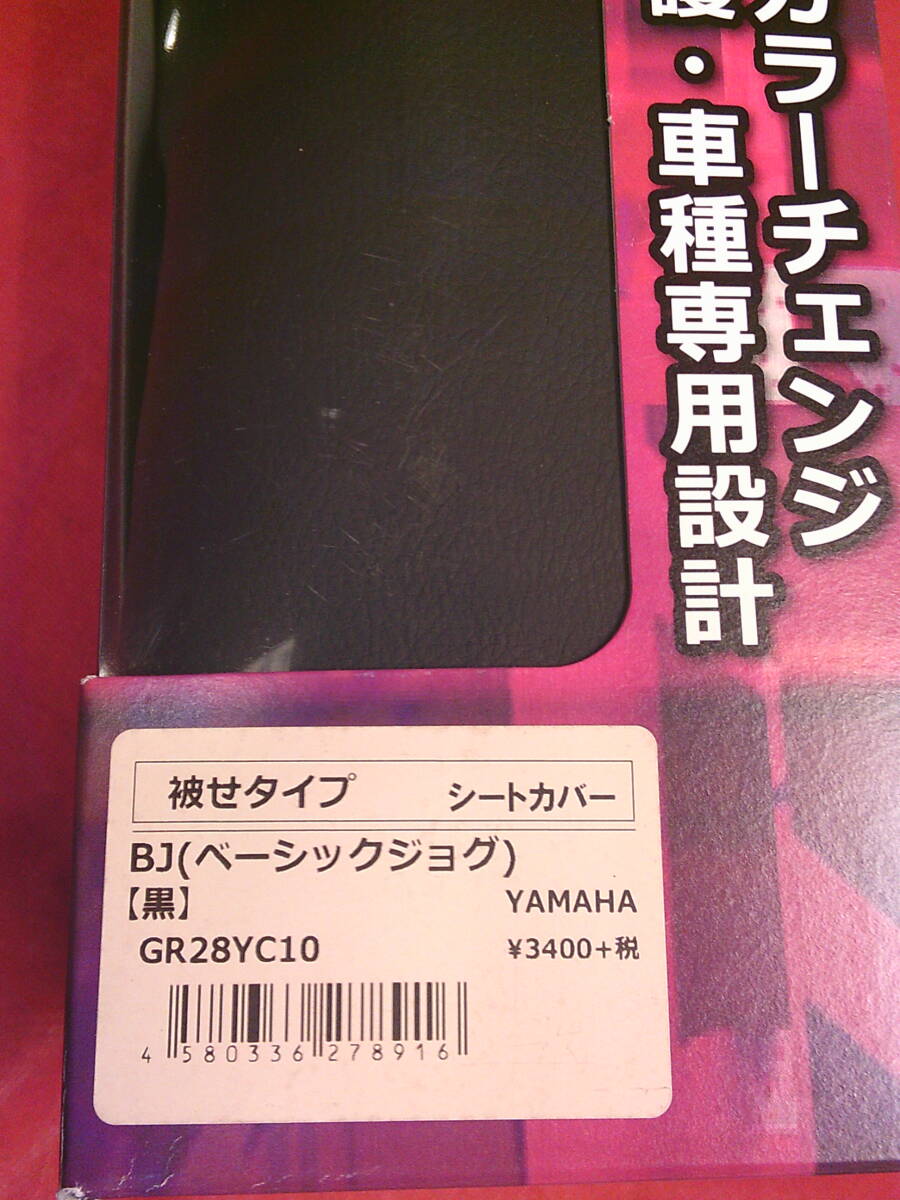 カラーチェンジ
護・車種専用設計
被せタイプ シートカバー
BJ(ベーシックジョグ)
【黒】 YAMAHA
GR28YC10 ¥3400+税
4 580336 278916